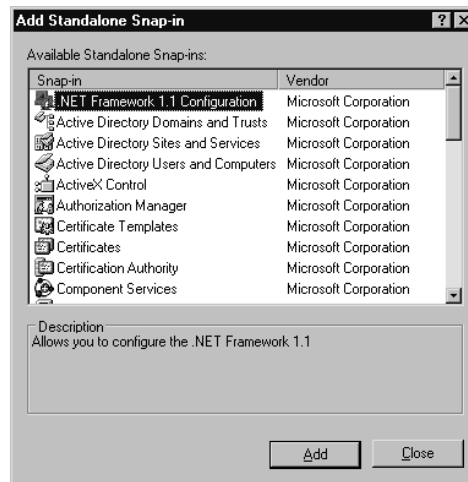 Add Standalone Snap-in
Available Standalone Snap-ins:
Snap-in Vendor
.NET Framework 1.1 Configuration Microsoft Corporation
Active Directory Domains and Trusts Microsoft Corporation
Active Directory Sites and Services Microsoft Corporation
Active Directory Users and Computers Microsoft Corporation
ActiveX Control Microsoft Corporation
Authorization Manager Microsoft Corporation
Certificate Templates Microsoft Corporation
Certificates Microsoft Corporation
Certification Authority Microsoft Corporation
Component Services Microsoft Corporation
Description
Allows you to configure the .NET Framework 1.1
Add Close